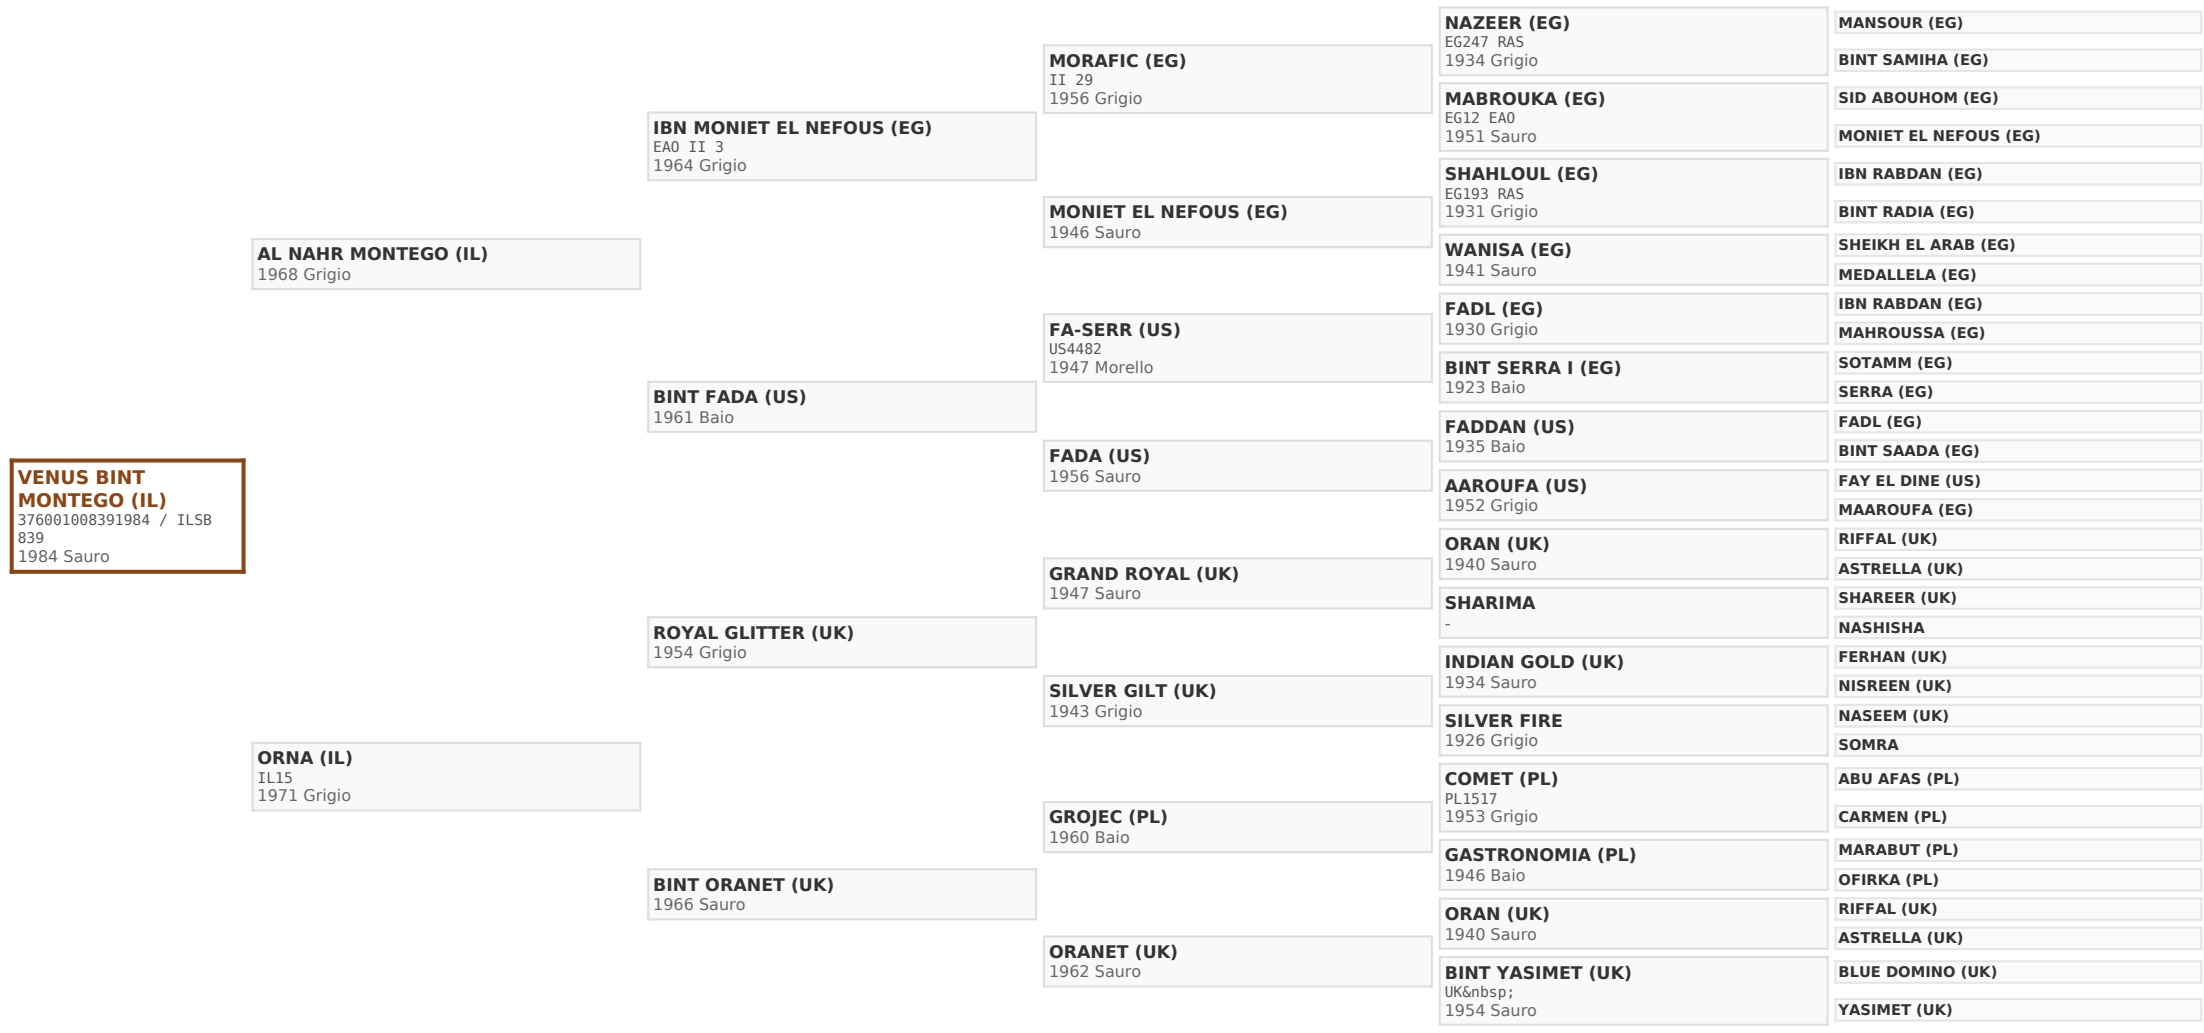 VENUS BINT
MONTEGO (IL)
376001008391984 / ILSB
839
1984 Sauro
AL NAHR MONTEGO (IL)
1968 Grigio
ORNA (IL)
IL15
1971 Grigio
IBN MONIET EL NEFOUS (EG)
EAO II 3
1964 Grigio
BINT FADA (US)
1961 Baio
ROYAL GLITTER (UK)
1954 Grigio
BINT ORANET (UK)
1966 Sauro
MORAFIC (EG)
II 29
1956 Grigio
MONIET EL NEFOUS (EG)
1946 Sauro
FA-SERR (US)
US4482
1947 Morello
FADA (US)
1956 Sauro
GRAND ROYAL (UK)
1947 Sauro
SILVER GILT (UK)
1943 Grigio
GROJEC (PL)
1960 Baio
ORANET (UK)
1962 Sauro
NAZEER (EG)
EG247 RAS
1934 Grigio
MABROUKA (EG)
EG12 EAO
1951 Sauro
SHAHLOUL (EG)
EG193 RAS
1931 Grigio
WANISA (EG)
1941 Sauro
FADL (EG)
1930 Grigio
BINT SERRA I (EG)
1923 Baio
FADDAN (US)
1935 Baio
AAROUFA (US)
1952 Grigio
ORAN (UK)
1940 Sauro
SHARIMA
-
INDIAN GOLD (UK)
1934 Sauro
SILVER FIRE
1926 Grigio
COMET (PL)
PL1517
1953 Grigio
GASTRONOMIA (PL)
1946 Baio
ORAN (UK)
1940 Sauro
BINT YASIMET (UK)
UK&nbsp;
1954 Sauro
MANSOUR (EG)
BINT SAMIHA (EG)
SID ABOUHOM (EG)
MONIET EL NEFOUS (EG)
IBN RABDAN (EG)
BINT RADIA (EG)
SHEIKH EL ARAB (EG)
MEDALLELA (EG)
IBN RABDAN (EG)
MAHROUSSA (EG)
SOTAMM (EG)
SERRA (EG)
FADL (EG)
BINT SAADA (EG)
FAY EL DINE (US)
MAAROUFA (EG)
RIFFAL (UK)
ASTRELLA (UK)
SHAREER (UK)
NASHISHA
FERHAN (UK)
NISREEN (UK)
NASEEM (UK)
SOMRA
ABU AFAS (PL)
CARMEN (PL)
MARABUT (PL)
OFIRKA (PL)
RIFFAL (UK)
ASTRELLA (UK)
BLUE DOMINO (UK)
YASIMET (UK)